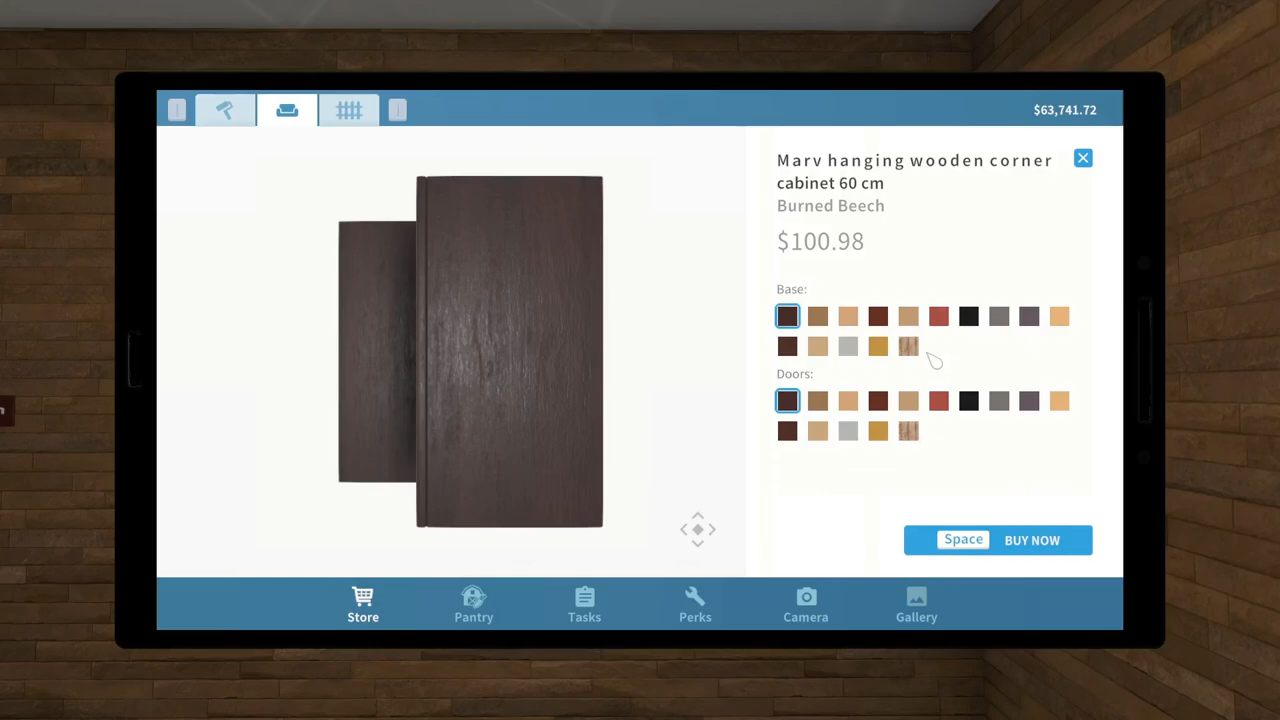 $63,741.72
Marv hanging wooden corner
cabinet 60 cm
Burned Beech
$100.98
Base:
Doors:
Space BUY NOW
Store Pantry Tasks Perks Camera Gallery